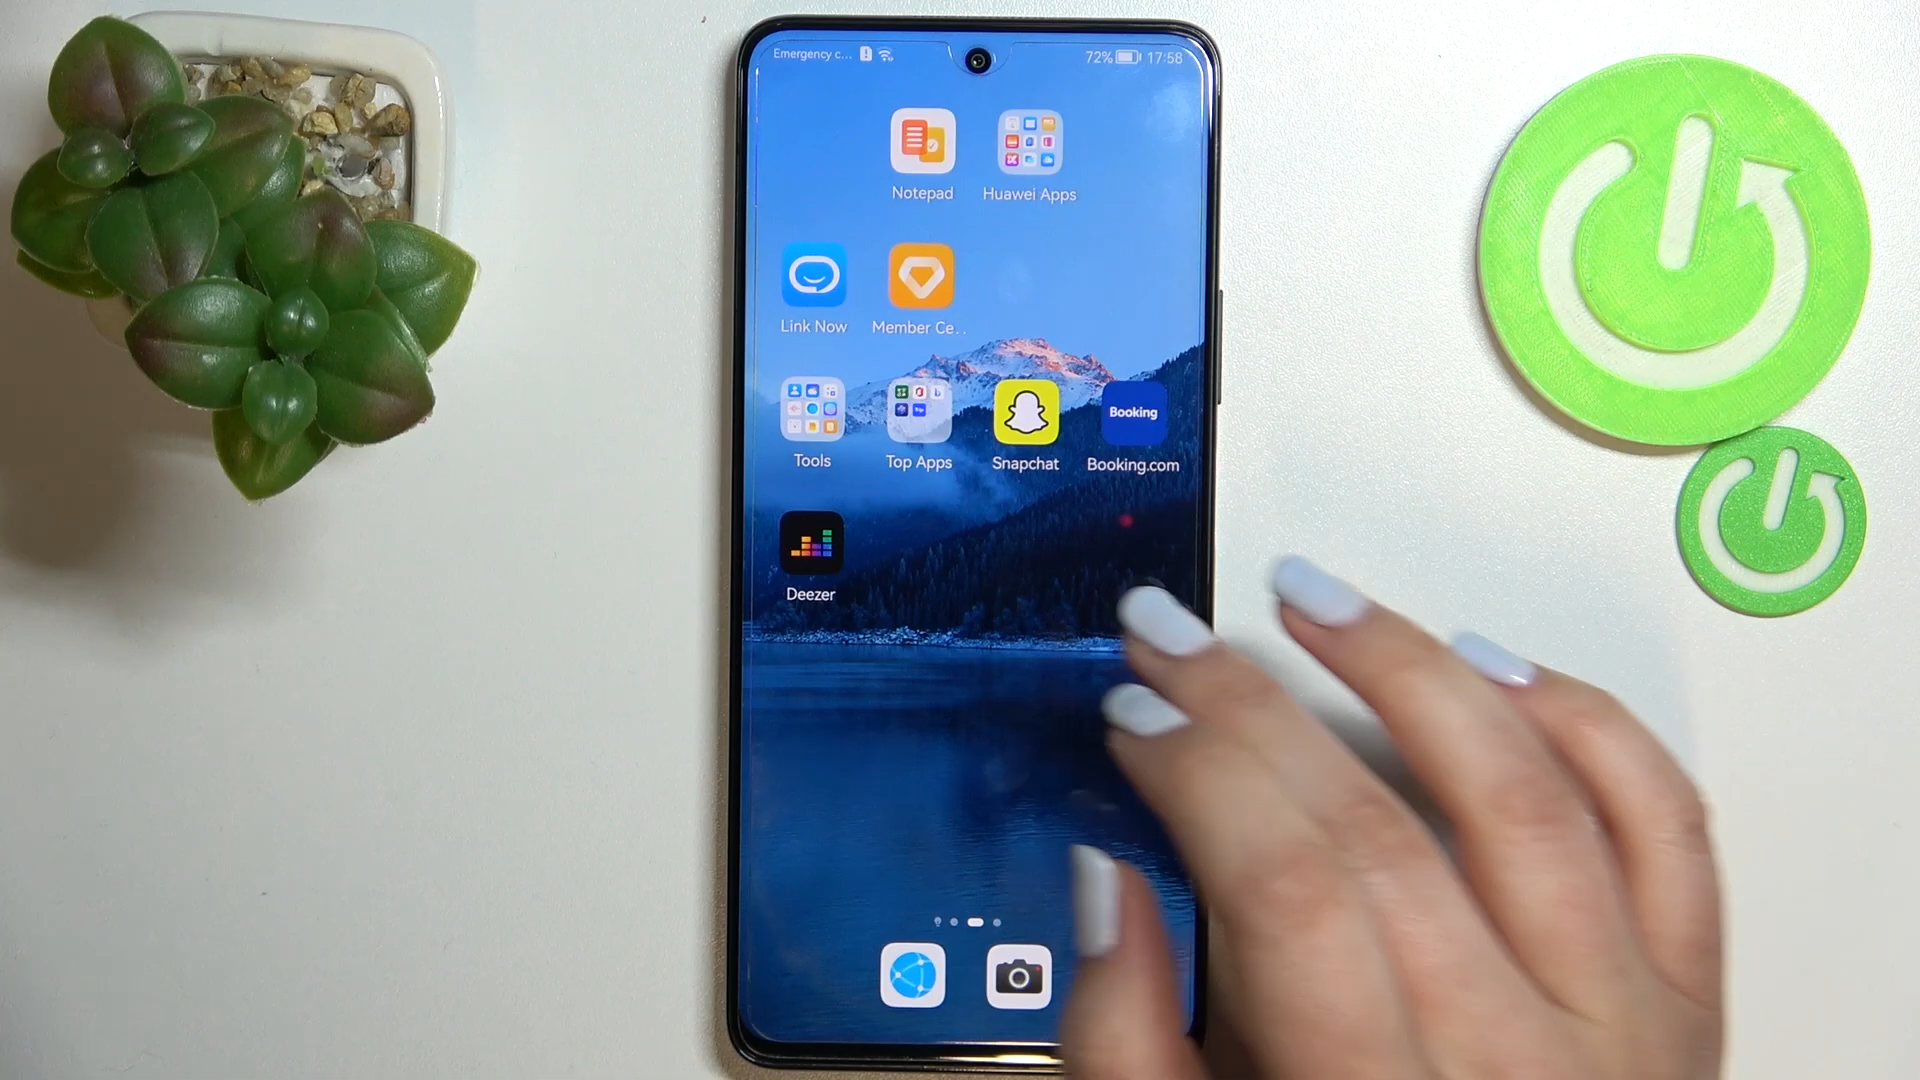 Emergency c...
72% 17:58
Notepad
Huawei Apps
Link Now
Member Ce..
Booking
Tools
Top Apps
Snapchat
Booking.com
Deezer